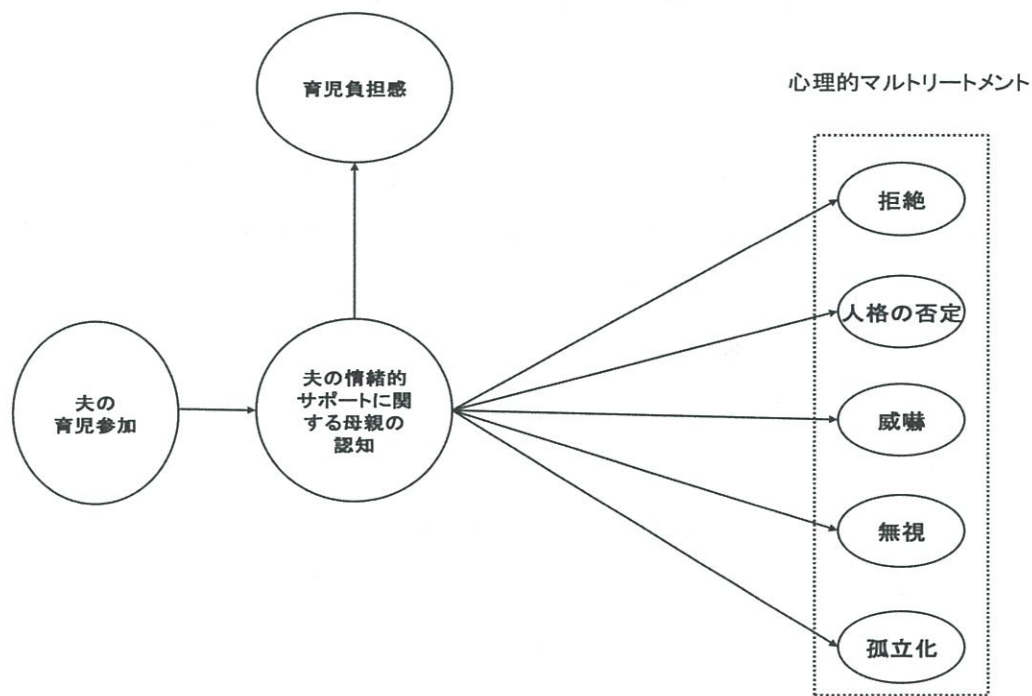 育児負担感
心理的マルトリートメント
拒絶
人格の否定
夫の
育児参加
夫の情緒的
サポートに関
する母親の
認知
威嚇
無視
孤立化